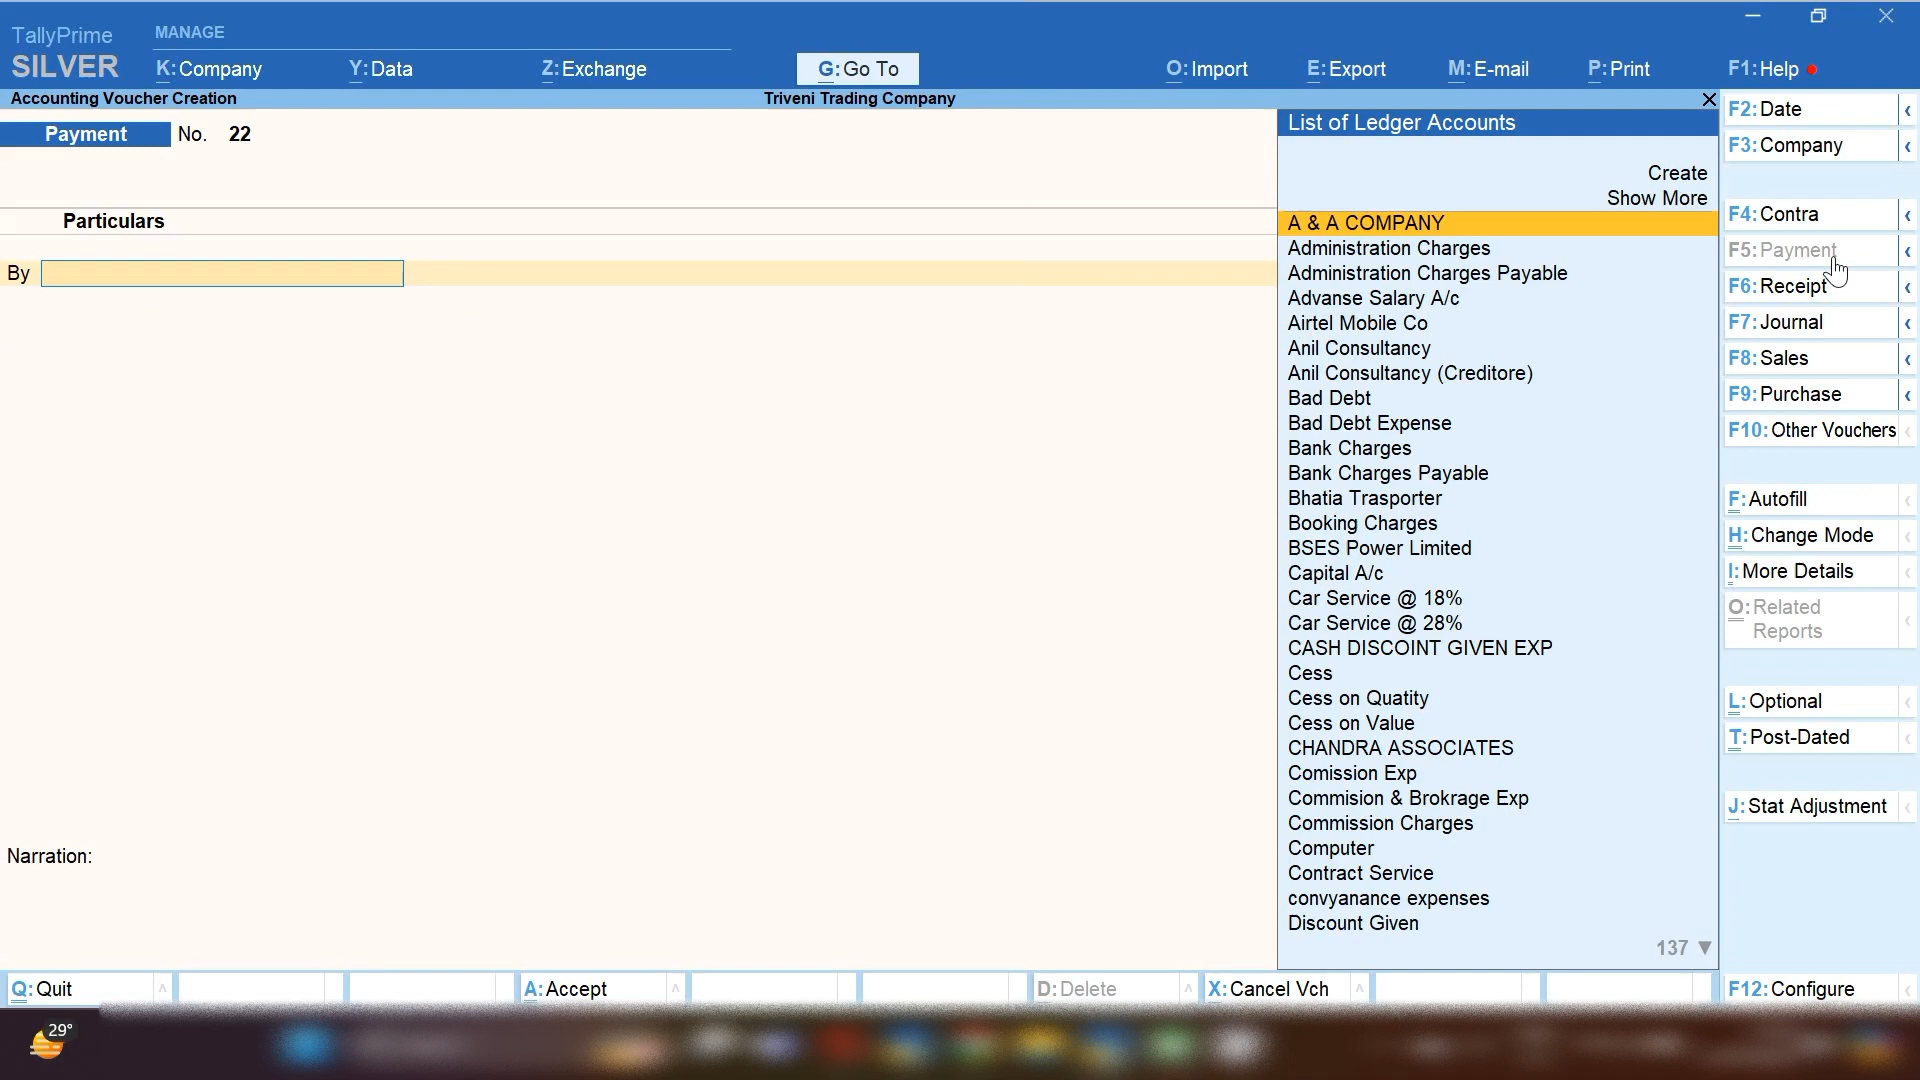 TallyPrime
SILVER
MANAGE
K: Company
Y: Data
Z: Exchange
G: Go To
O: Import
E: Export
M: E-mail
P: Print
F1: Help
Accounting Voucher Creation
Triveni Trading Company
Payment No. 22
Particulars
By
Narration:
List of Ledger Accounts
Create
Show More
A & A COMPANY
Administration Charges
Administration Charges Payable
Advanse Salary A/c
Airtel Mobile Co
Anil Consultancy
Anil Consultancy (Creditore)
Bad Debt
Bad Debt Expense
Bank Charges
Bank Charges Payable
Bhatia Trasporter
Booking Charges
BSES Power Limited
Capital A/c
Car Service @ 18%
Car Service @ 28%
CASH DISCOINT GIVEN EXP
Cess
Cess on Quatity
Cess on Value
CHANDRA ASSOCIATES
Comission Exp
Commision & Brokrage Exp
Commission Charges
Computer
Contract Service
convyanance expenses
Discount Given
137 ▼
F2: Date
F3: Company
F4: Contra
F5: Payment
F6: Receipt
F7: Journal
F8: Sales
F9: Purchase
F10: Other Vouchers
F: Autofill
H: Change Mode
I: More Details
O: Related
Reports
L: Optional
T: Post-Dated
J: Stat Adjustment
F12: Configure
Q: Quit
A: Accept
D: Delete
X: Cancel Vch
29°